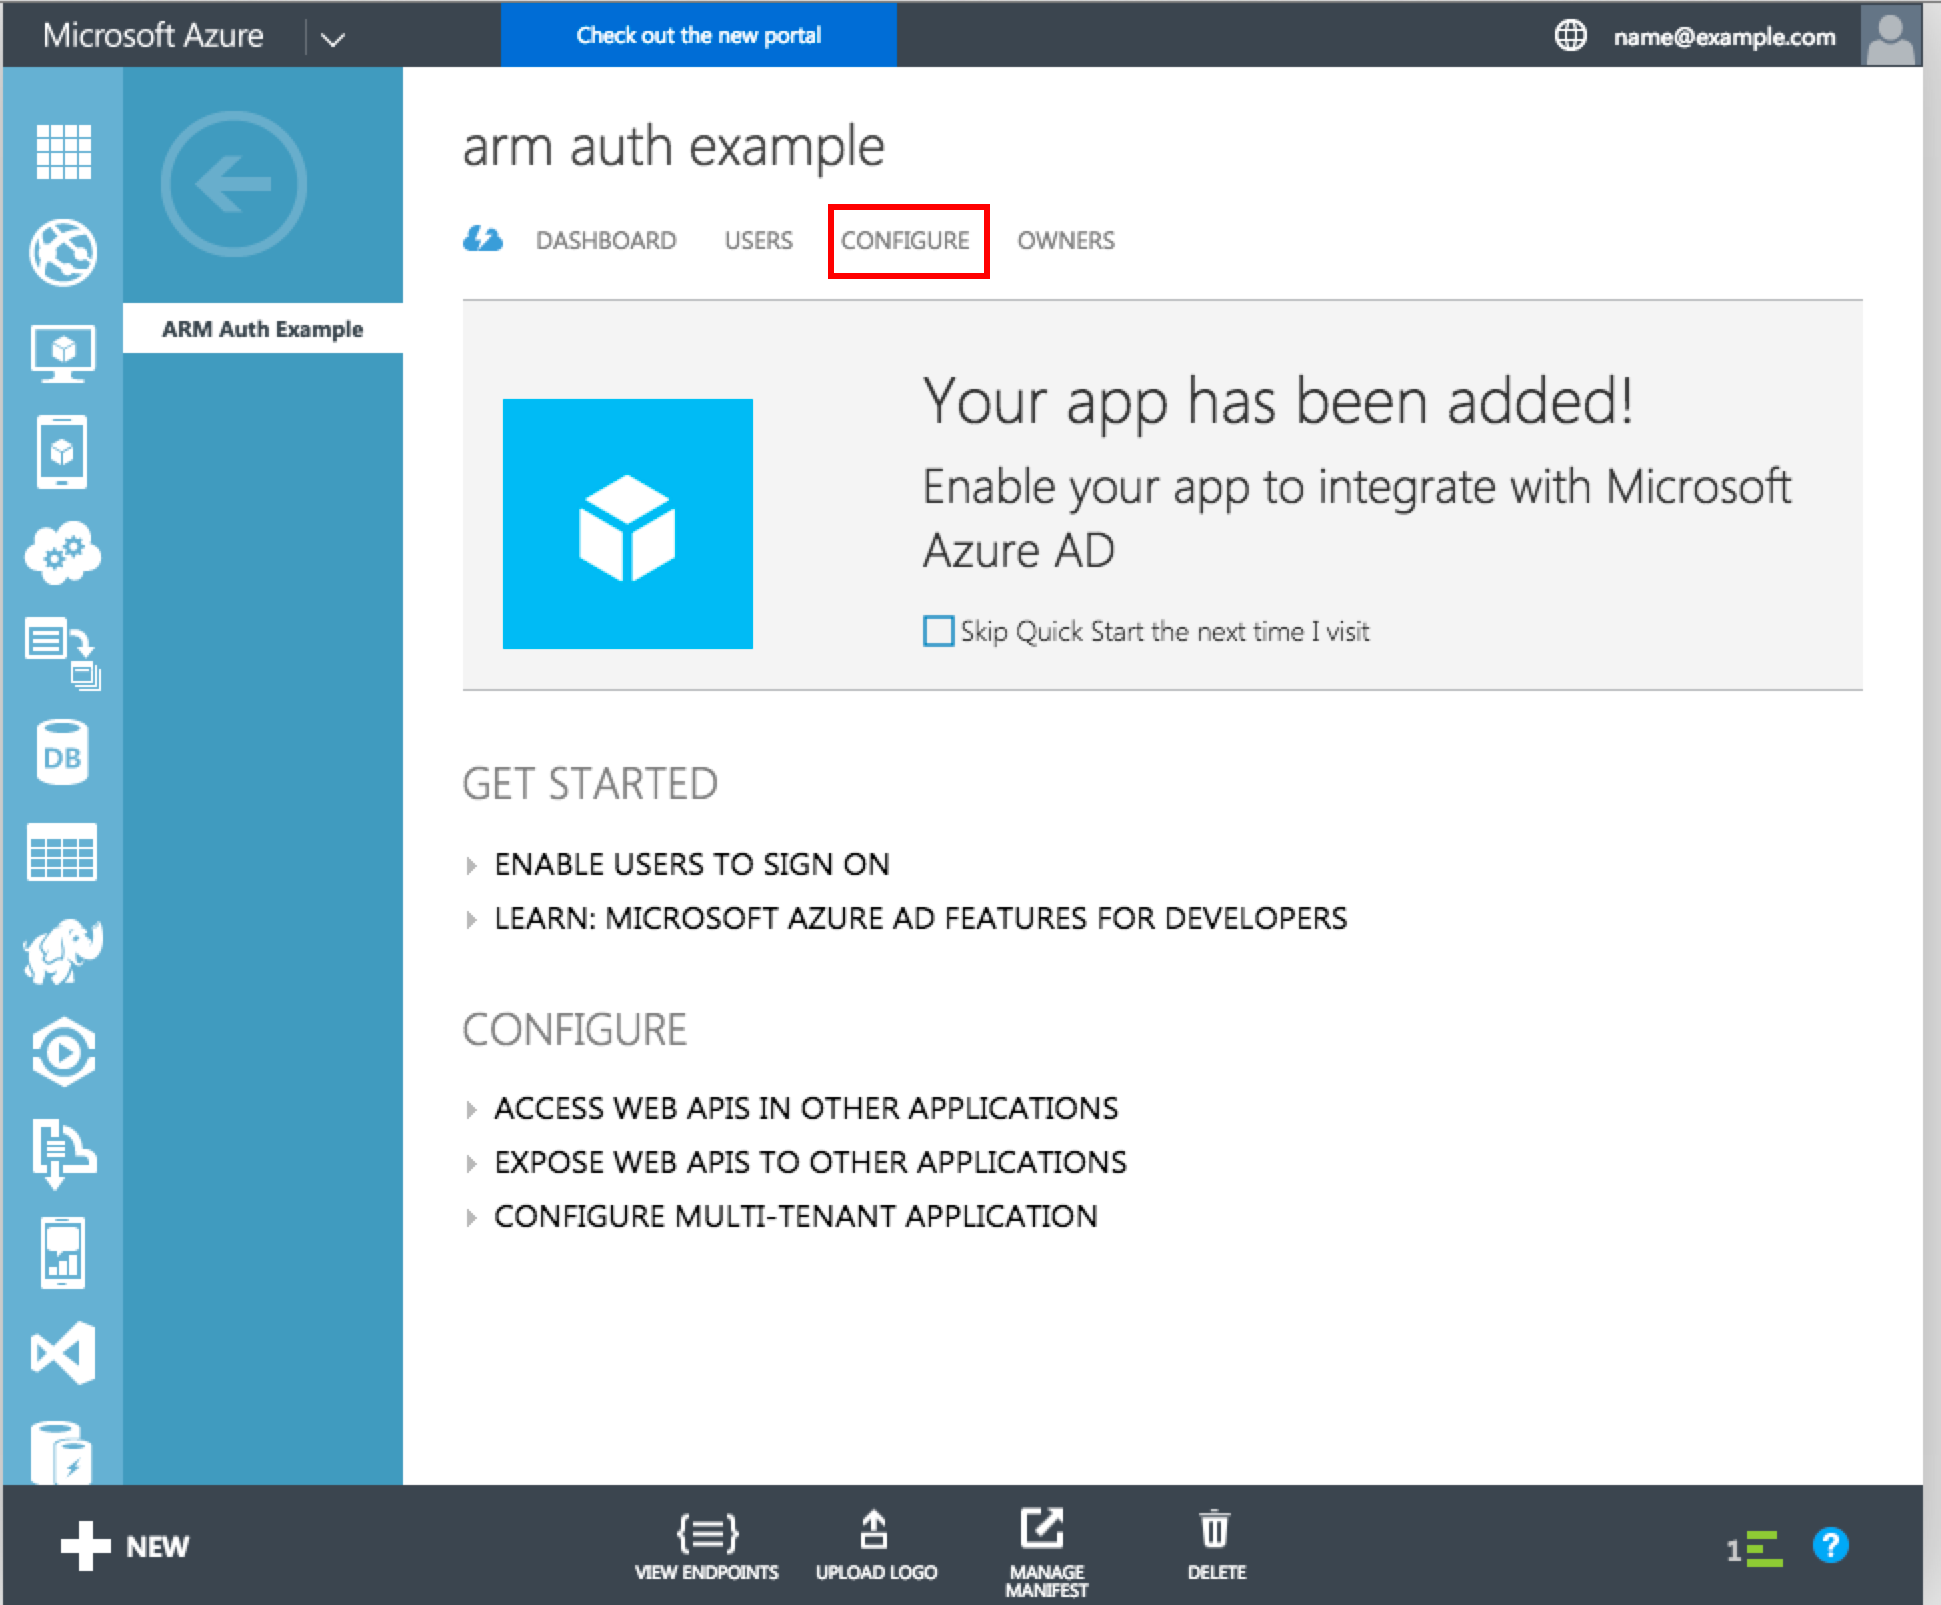 Microsoft Azure
Check out the new portal
name@example.com
arm auth example
DASHBOARD USERS CONFIGURE OWNERS
ARM Auth Example
Your app has been added!
Enable your app to integrate with Microsoft
Azure AD
Skip Quick Start the next time I visit
DB
GET STARTED
ENABLE USERS TO SIGN ON
LEARN: MICROSOFT AZURE AD FEATURES FOR DEVELOPERS
CONFIGURE
ACCESS WEB APIS IN OTHER APPLICATIONS
EXPOSE WEB APIS TO OTHER APPLICATIONS
CONFIGURE MULTI-TENANT APPLICATION
NEW
VIEW ENDPOINTS
UPLOAD LOGO
MANAGE
MANIFEST
DELETE
1
?